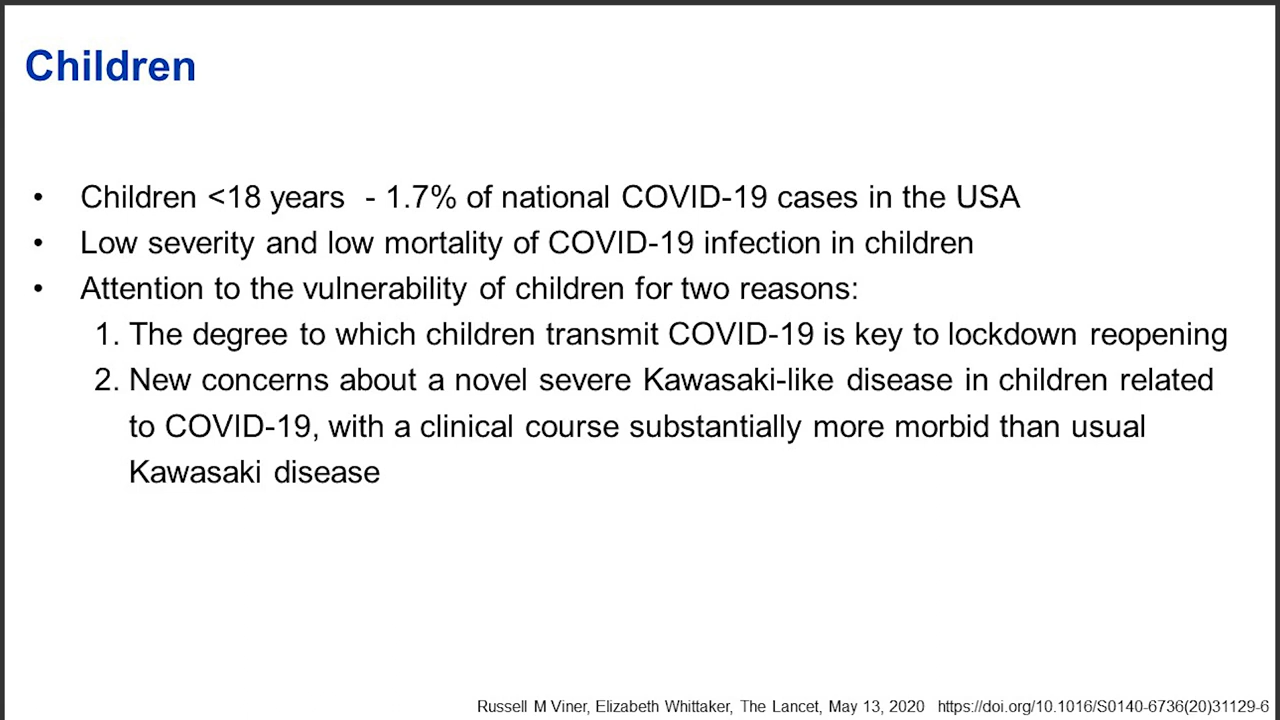 Children
• Children <18 years - 1.7% of national COVID-19 cases in the USA
• Low severity and low mortality of COVID-19 infection in children
• Attention to the vulnerability of children for two reasons:
1. The degree to which children transmit COVID-19 is key to lockdown reopening
2. New concerns about a novel severe Kawasaki-like disease in children related
to COVID-19, with a clinical course substantially more morbid than usual
Kawasaki disease
Russell M Viner, Elizabeth Whittaker, The Lancet, May 13, 2020 https://doi.org/10.1016/S0140-6736(20)31129-6